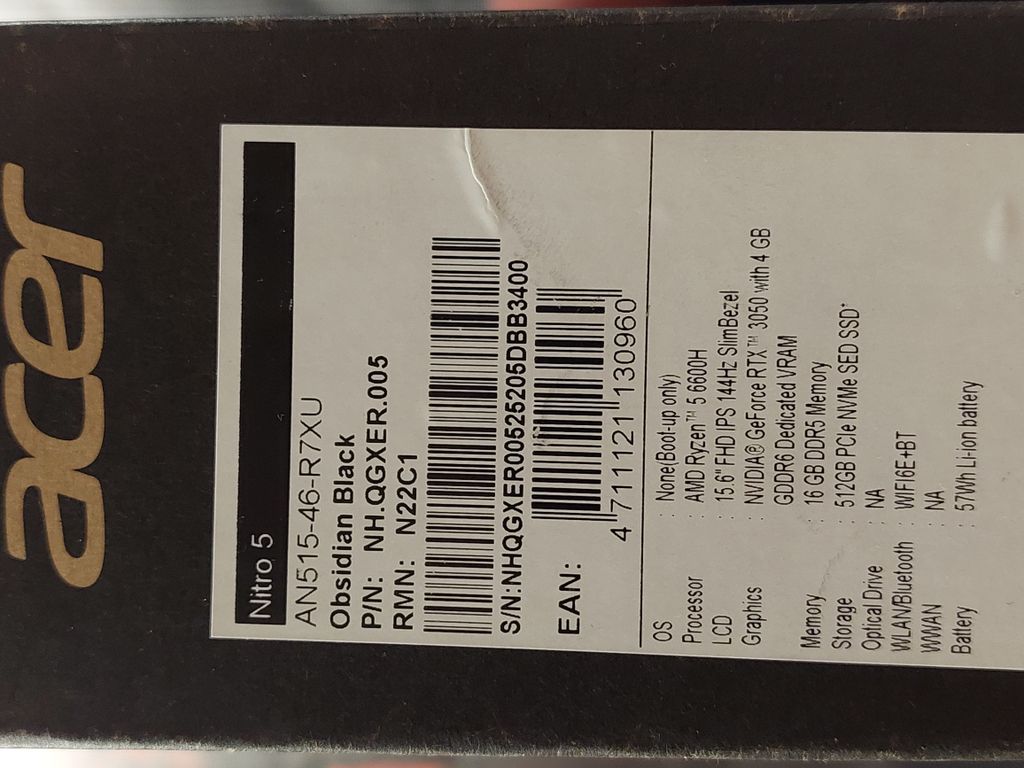 acer
Nitro 5
AN515-46-R7XU
Obsidian Black
P/N: NH.QGXER.005
RMN: N22C1
S/N:NHQGXER00525205DBB3400
EAN:
4 711121 130960
OS : None(Boot-up only)
Processor : AMD Ryzen™ 5 6600H
LCD : 15.6" FHD IPS 144Hz SlimBezel
Graphics : NVIDIA® GeForce RTX™ 3050 with 4 GB
GDDR6 Dedicated VRAM
Memory : 16 GB DDR5 Memory
Storage : 512GB PCIe NVMe SED SSD*
Optical Drive : NA
WLAN/Bluetooth : WIFI6E+BT
WWAN : NA
Battery : 57Wh Li-ion battery